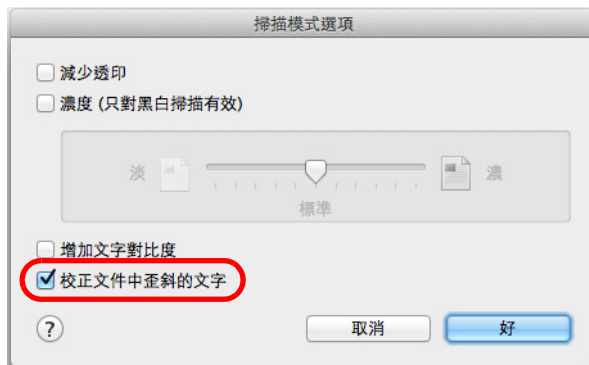 掃描模式選項
減少透印
濃度 (只對黑白掃描有效)
淡 濃
標準
增加文字對比度
校正文件中歪斜的文字
? 取消 好